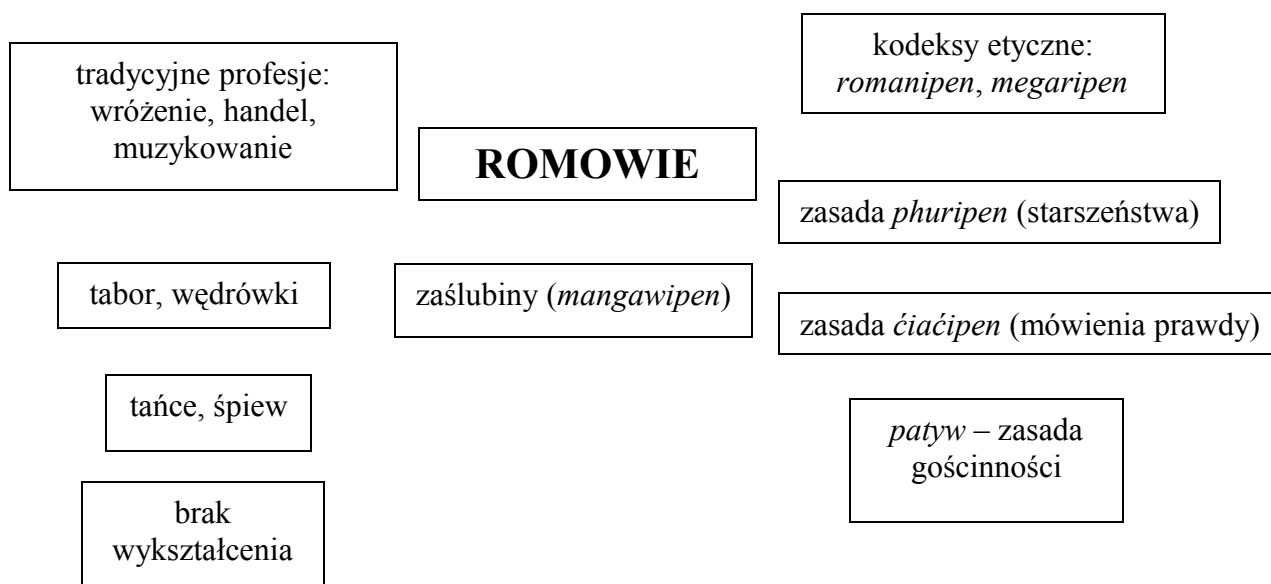 tradycyjne profesje:
wróżenie, handel,
muzykowanie
ROMOWIE
kodeksy etyczne:
romanipen, megaripen
zasada phuripen (starszeństwa)
tabor, wędrówki
zaślubiny (mangawipen)
zasada ćiaćipen (mówienia prawdy)
tańce, śpiew
patyw – zasada
gościnności
brak
wykształcenia